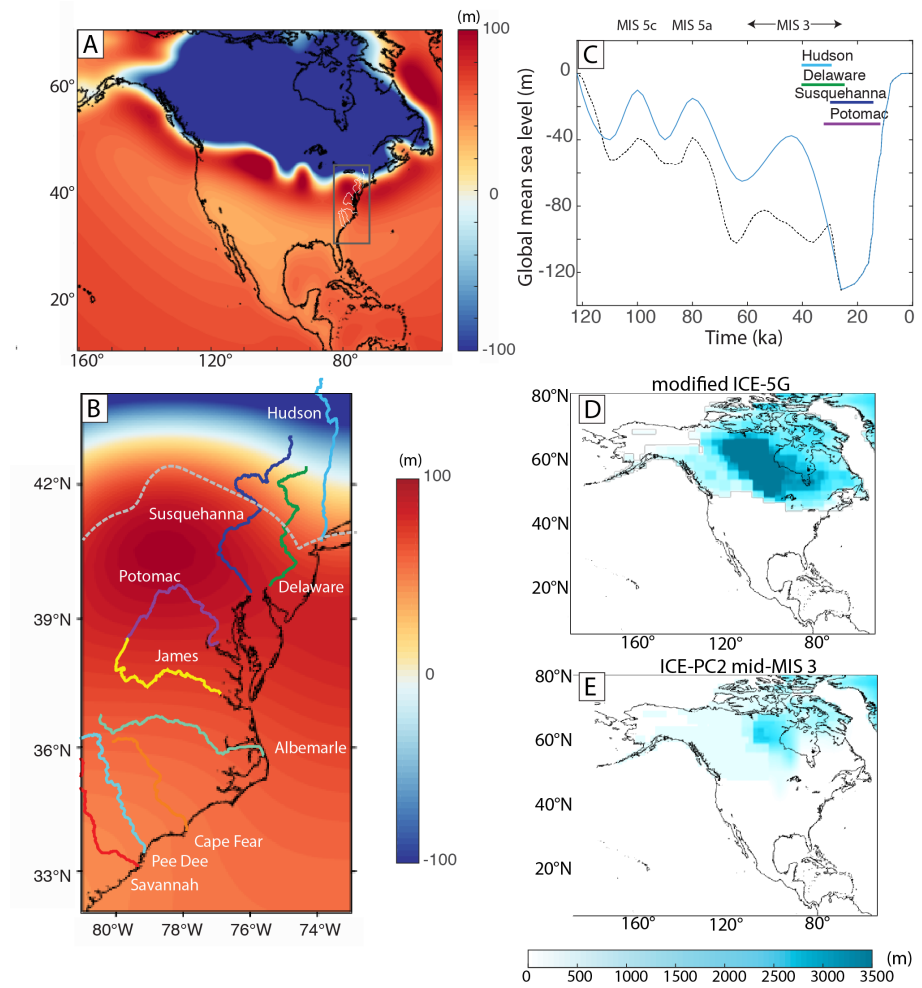 (m)
A
100
0
-100
60°
40°
20°
160°
120°
80°
MIS 5c
MIS 5a
MIS 3
C
Hudson
Delaware
Susquehanna
Potomac
Global mean sea level (m)
0
-40
-80
-120
120
100
80
60
40
20
0
Time (ka)
B
Hudson
(m)
100
0
-100
42°N
39°N
36°N
33°N
Susquehanna
Potomac
Delaware
James
Albemarle
Cape Fear
Pee Dee
Savannah
80°W
78°W
76°W
74°W
modified ICE-5G
D
80°N
60°N
40°N
20°N
160°
120°
80°
ICE-PC2 mid-MIS 3
E
80°N
60°N
40°N
20°N
160°
120°
80°
(m)
0
500
1000
1500
2000
2500
3000
3500